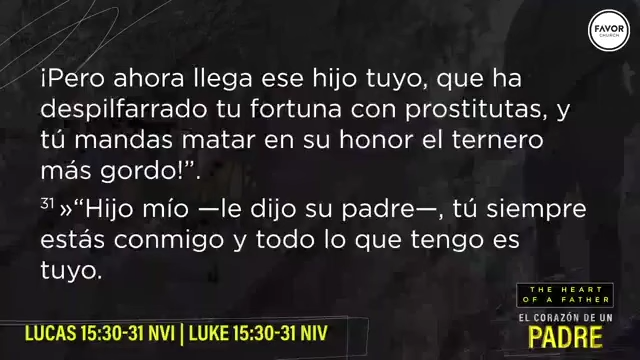 FAVOR
CHURCH
¡Pero ahora llega ese hijo tuyo, que ha
despilfarrado tu fortuna con prostitutas, y
tú mandas matar en su honor el ternero
más gordo!”.
31 »“Hijo mío —le dijo su padre—, tú siempre
estás conmigo y todo lo que tengo es
tuyo.
THE HEART
OF A FATHER
EL CORAZÓN DE UN
PADRE
LUCAS 15:30-31 NVI | LUKE 15:30-31 NIV